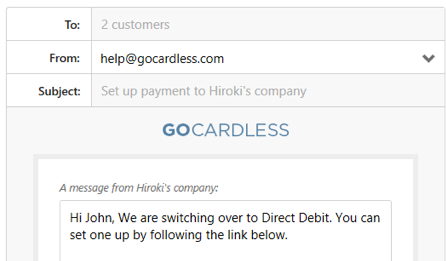 To: 2 customers
From: help@gocardless.com
Subject: Set up payment to Hiroki's company
GOCARDLESS
A message from Hiroki's company:
Hi John, We are switching over to Direct Debit. You can
set one up by following the link below.